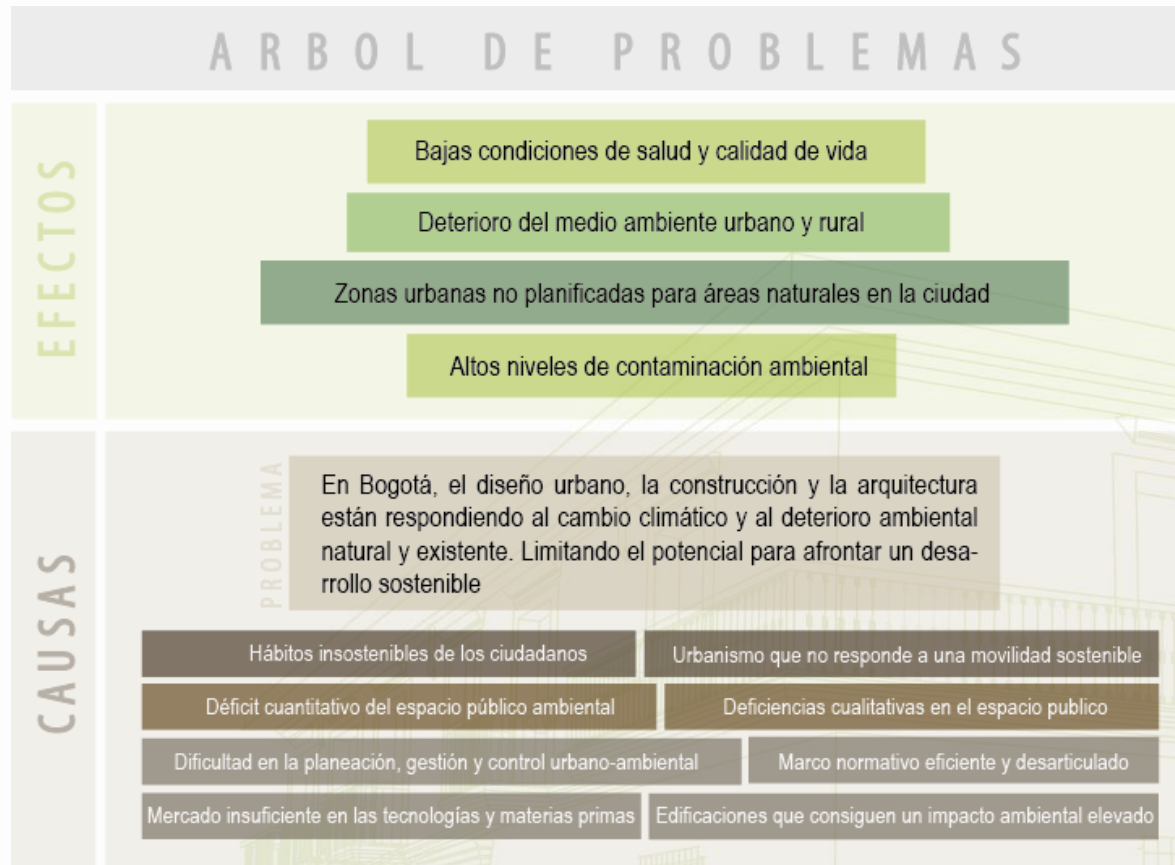 ARBOL DE PROBLEMAS
EFECTOS
Bajas condiciones de salud y calidad de vida
Deterioro del medio ambiente urbano y rural
Zonas urbanas no planificadas para áreas naturales en la ciudad
Altos niveles de contaminación ambiental
CAUSAS
PROBLEMA
En Bogotá, el diseño urbano, la construcción y la arquitectura
están respondiendo al cambio climático y al deterioro ambiental
natural y existente. Limitando el potencial para afrontar un desa-
rrollo sostenible
Hábitos insostenibles de los ciudadanos
Urbanismo que no responde a una movilidad sostenible
Déficit cuantitativo del espacio público ambiental
Deficiencias cualitativas en el espacio publico
Dificultad en la planeación, gestión y control urbano-ambiental
Marco normativo eficiente y desarticulado
Mercado insuficiente en las tecnologías y materias primas
Edificaciones que consiguen un impacto ambiental elevado